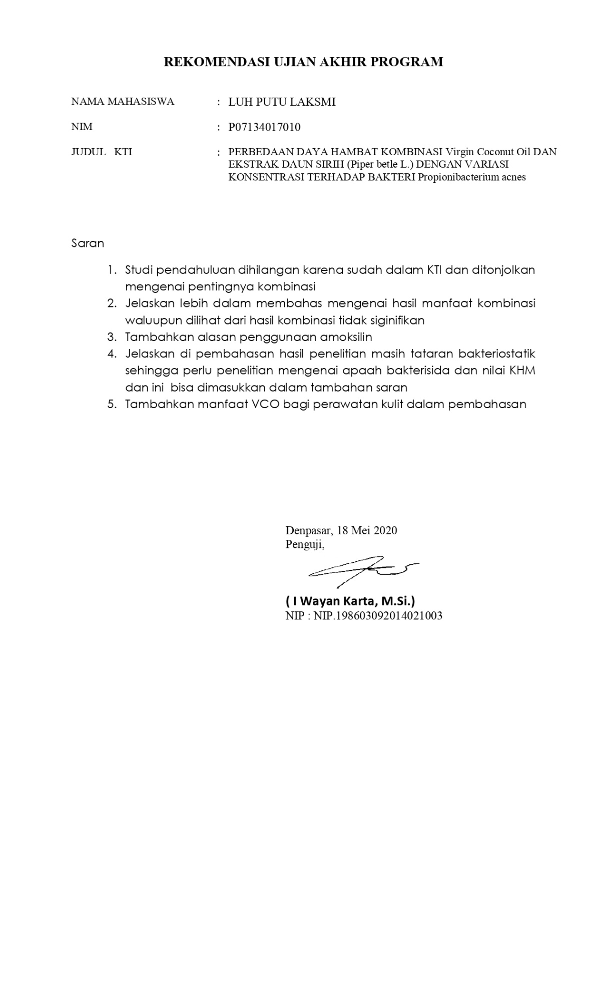 REKOMENDASI UJIAN AKHIR PROGRAM
NAMA MAHASISWA : LUH PUTU LAKSMI
NIM : P07134017010
JUDUL KTI : PERBEDAAN DAYA HAMBAT KOMBINASI Virgin Coconut Oil DAN
EKSTRAK DAUN SIRIH (Piper betle L.) DENGAN VARIASI
KONSENTRASI TERHADAP BAKTERI Propionibacterium acnes
Saran
1. Studi pendahuluan dihilangan karena sudah dalam KTI dan ditonjolkan
mengenai pentingnya kombinasi
2. Jelaskan lebih dalam membahas mengenai hasil manfaat kombinasi
waluupun dilihat dari hasil kombinasi tidak siginifikan
3. Tambahkan alasan penggunaan amoksilin
4. Jelaskan di pembahasan hasil penelitian masih tataran bakteriostatik
sehingga perlu penelitian mengenai apaah bakterisida dan nilai KHM
dan ini bisa dimasukkan dalam tambahan saran
5. Tambahkan manfaat VCO bagi perawatan kulit dalam pembahasan
Denpasar, 18 Mei 2020
Penguji,
( I Wayan Karta, M.Si.)
NIP : NIP.198603092014021003